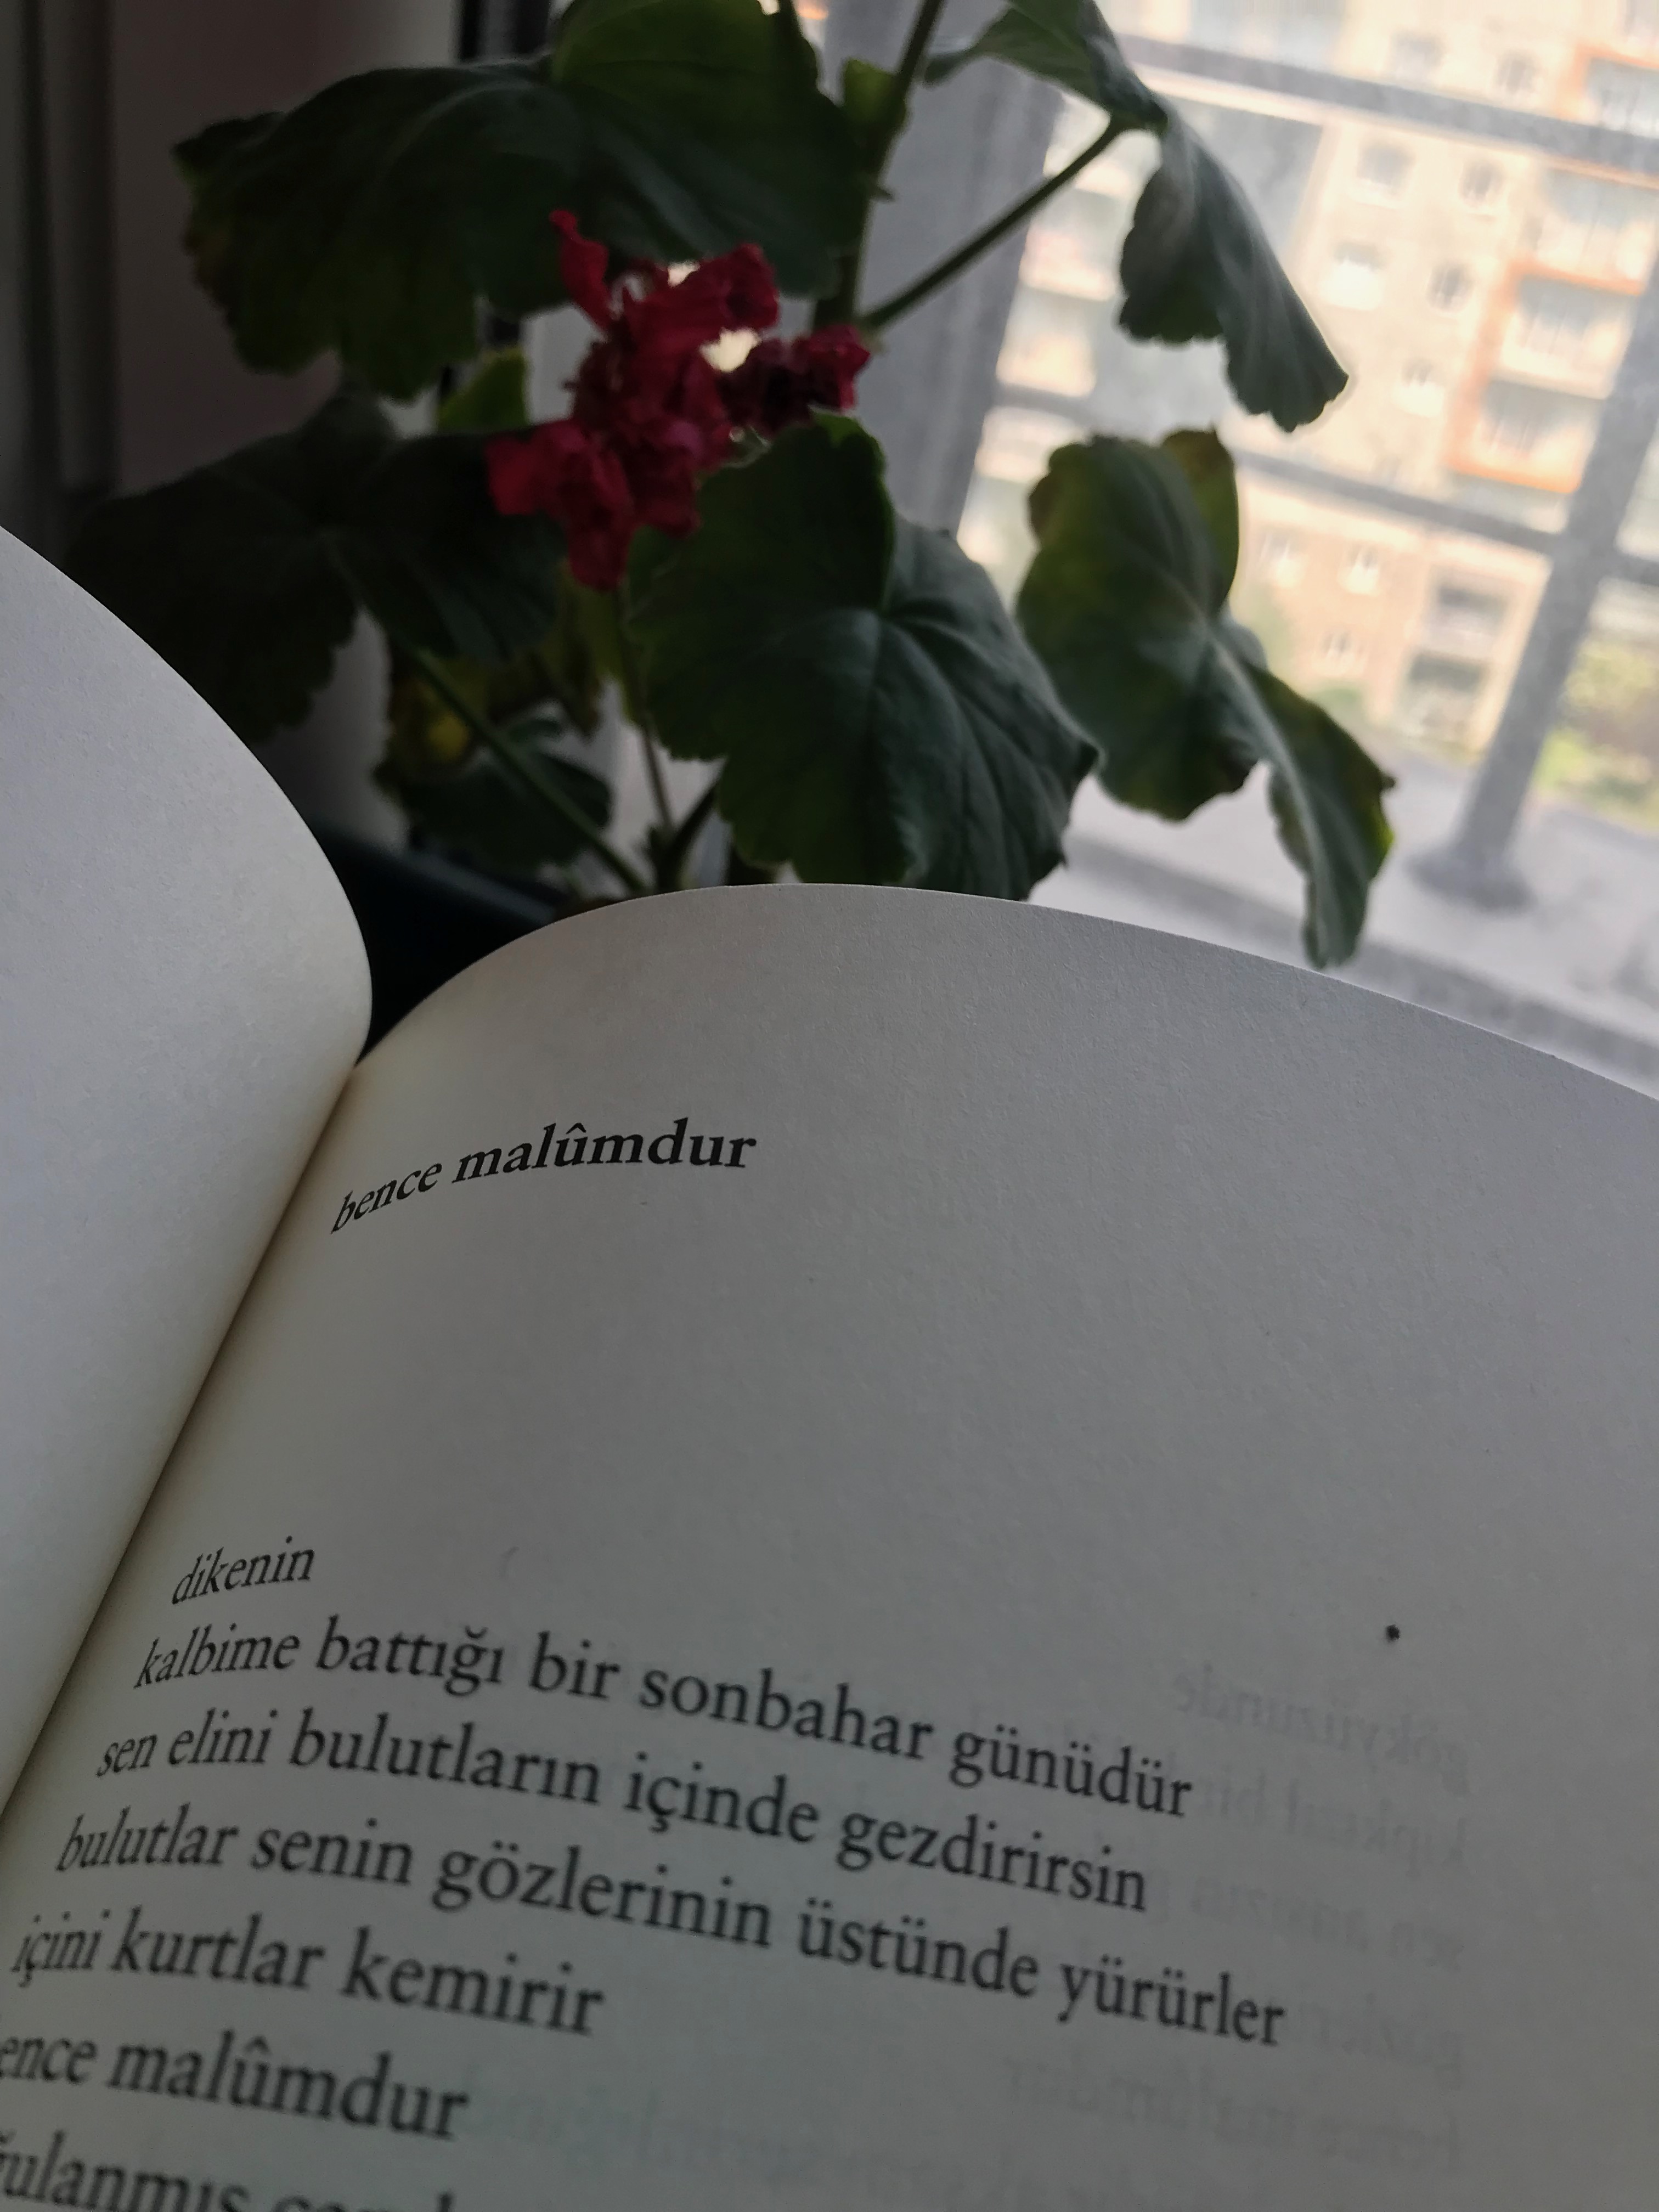 bence malûmdur
dikenin
kalbime battığı bir sonbahar günüdür
sen elini bulutların içinde gezdirirsin
bulutlar senin gözlerinin üstünde yürürler
içini kurtlar kemirir
ence malûmdur